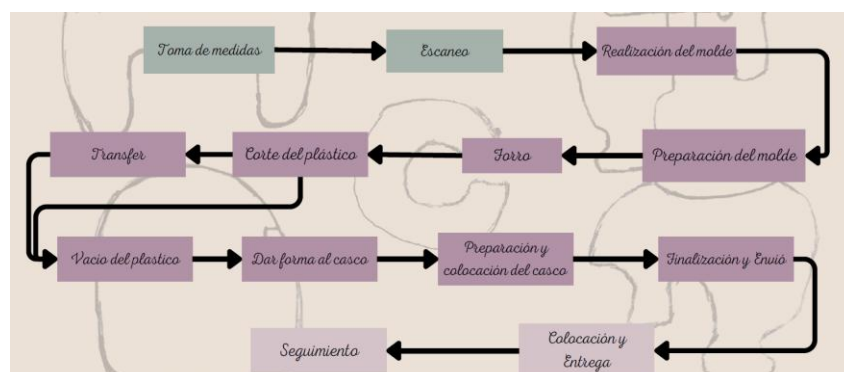 Toma de medidas
Escaneo
Realización del molde
Preparación del molde
Forro
Corte del plástico
Transfer
Vacio del plastico
Dar forma al casco
Preparación y
colocación del casco
Finalización y Envió
Colocación y
Entrega
Seguimiento